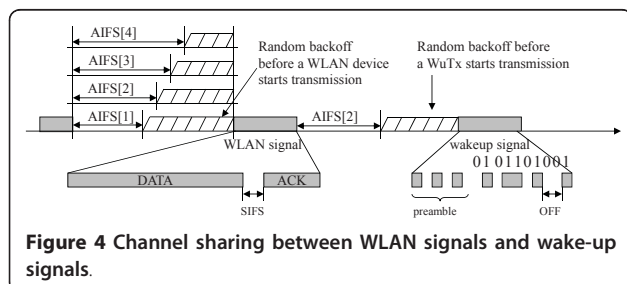 AIFS[4]
AIFS[3]
AIFS[2]
AIFS[1]
Random backoff
before a WLAN device
starts transmission
Random backoff before
a WuTx starts transmission
AIFS[2]
WLAN signal
wakeup signal
01 01101001
DATA
ACK
SIFS
preamble
OFF
Figure 4 Channel sharing between WLAN signals and wake-up
signals.